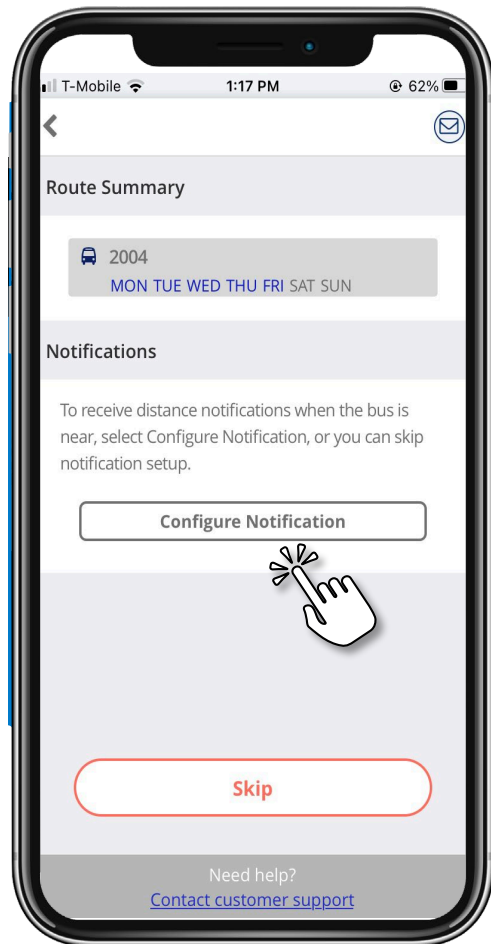 T-Mobile 1:17 PM 62%
Route Summary
2004
MON TUE WED THU FRI SAT SUN
Notifications
To receive distance notifications when the bus is
near, select Configure Notification, or you can skip
notification setup.
Configure Notification
Skip
Need help?
Contact customer support